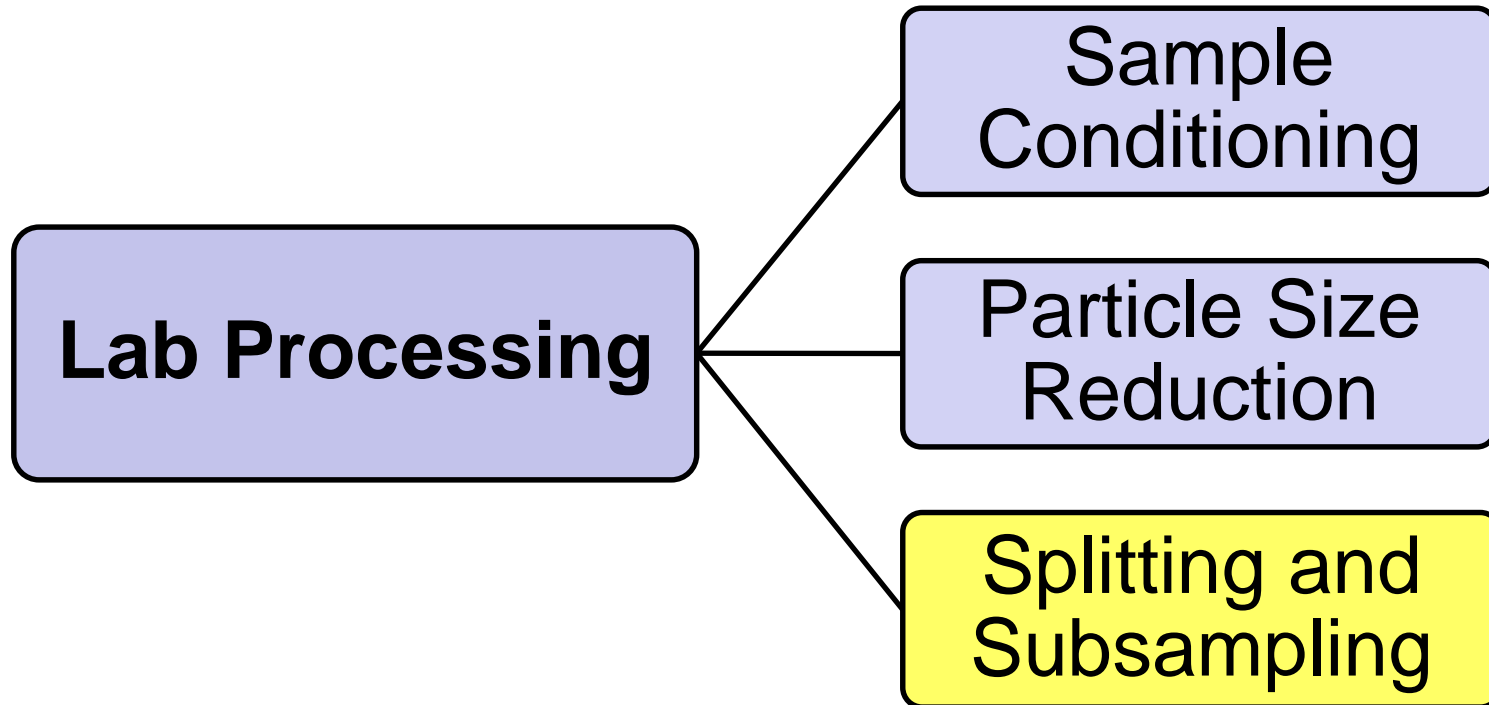 Lab Processing
Sample
Conditioning
Particle Size
Reduction
Splitting and
Subsampling